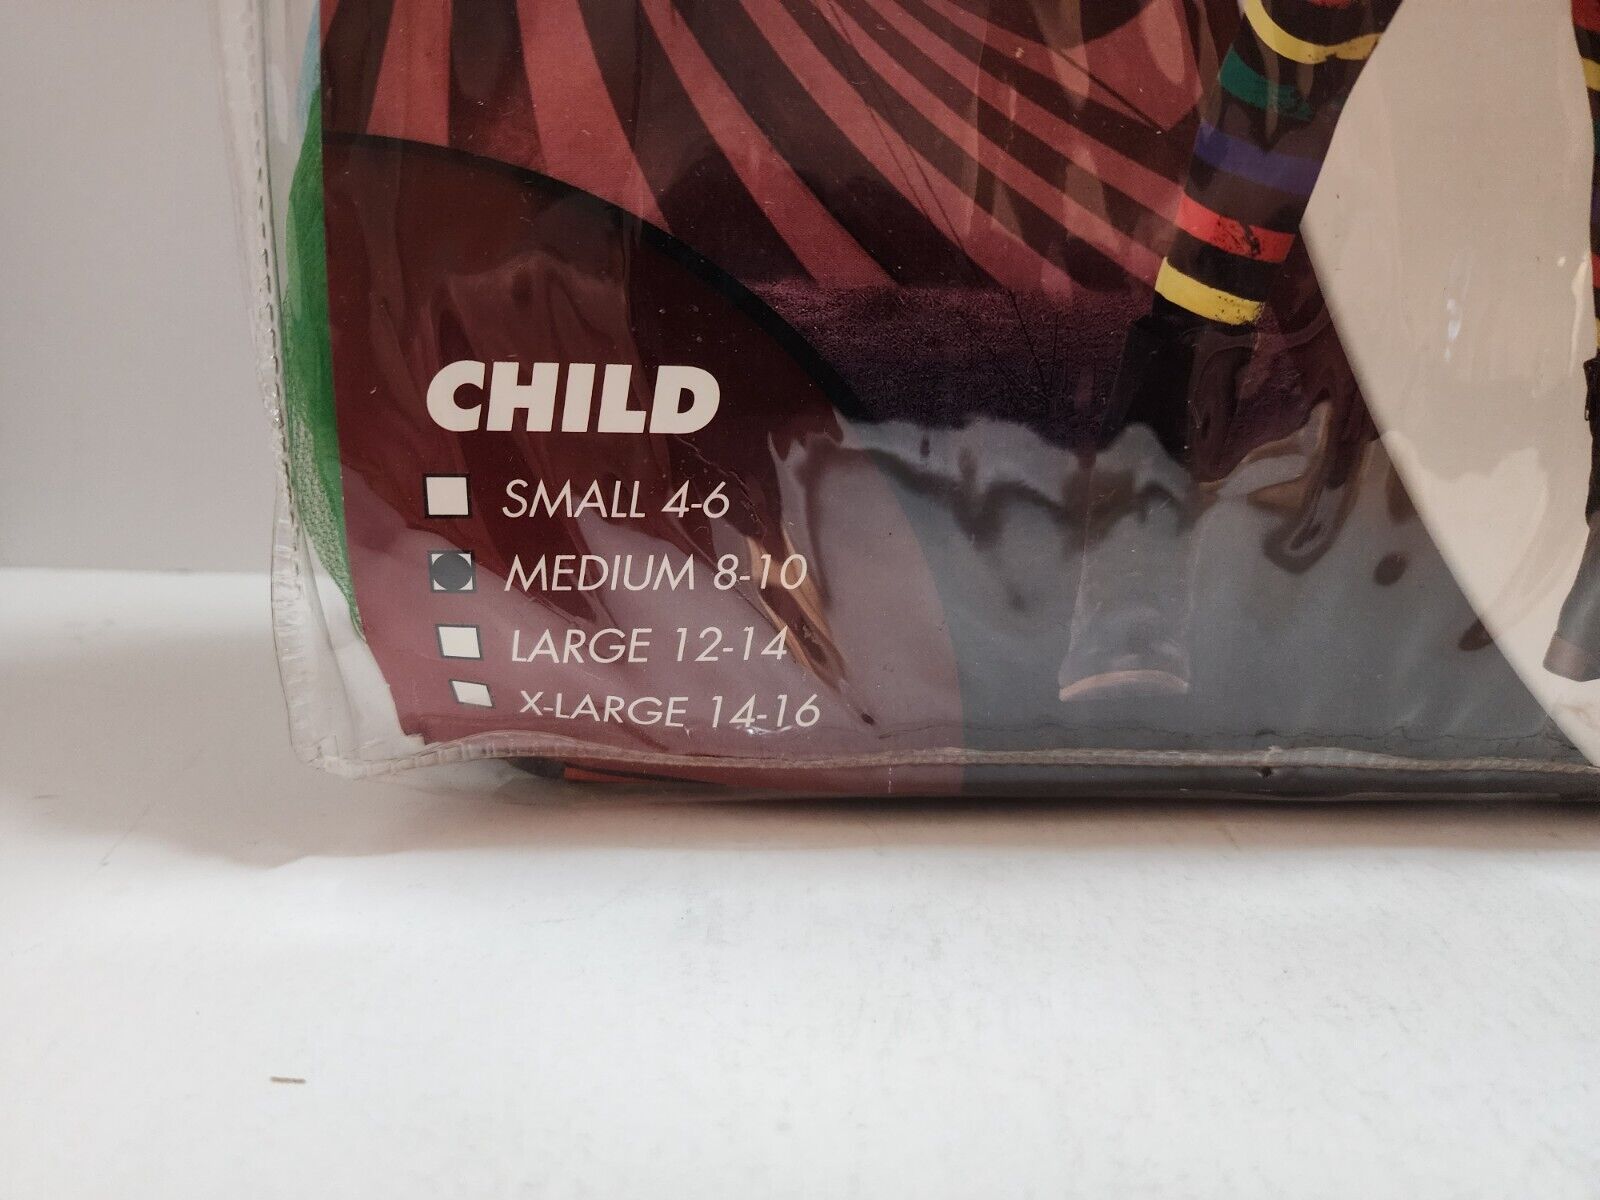 CHILD
SMALL 4-6
MEDIUM 8-10
LARGE 12-14
X-LARGE 14-16